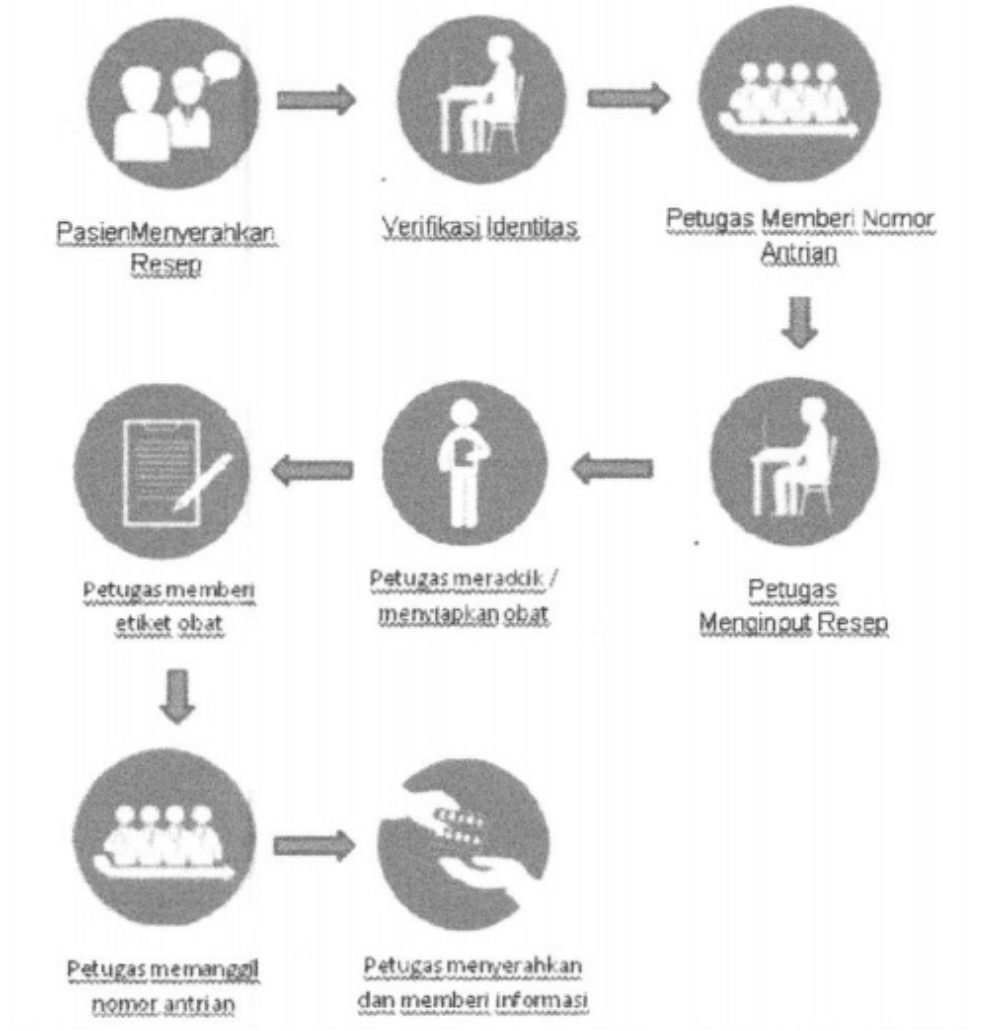 PasienMenyerahkan
Resep
Verifikasi Identitas
Petugas Memberi Nomor
Antrian
Petugas
Menginput Resep
Petugas meradcik /
menyiapkan obat
Petugas memberi
etiket obat
Petugas memanggil
nomor antrian
Petugas menyerahkan
dan memberi informasi